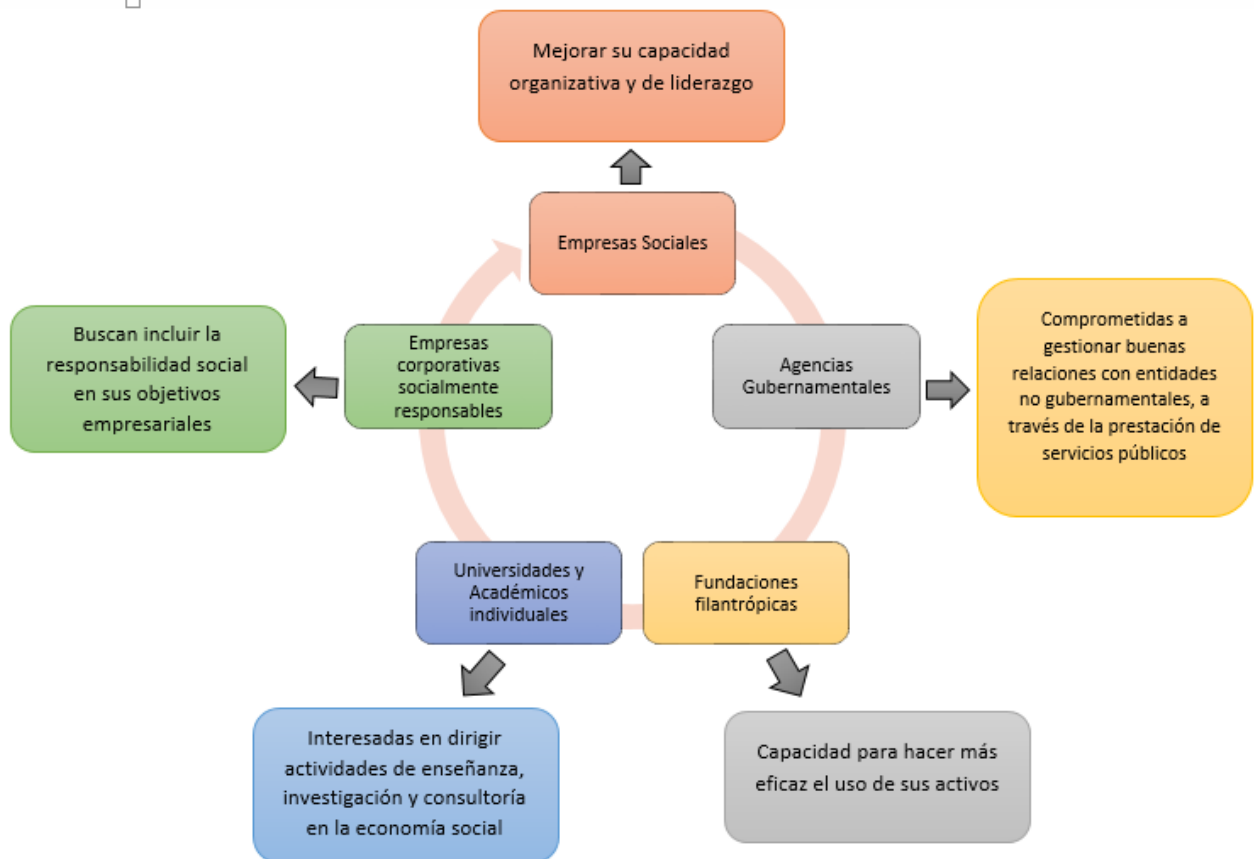 Mejorar su capacidad
organizativa y de liderazgo
Empresas Sociales
Buscan incluir la
responsabilidad social
en sus objetivos
empresariales
Empresas
corporativas
socialmente
responsables
Agencias
Gubernamentales
Comprometidas a
gestionar buenas
relaciones con entidades
no gubernamentales, a
través de la prestación de
servicios públicos
Universidades y
Académicos
individuales
Fundaciones
filantrópicas
Interesadas en dirigir
actividades de enseñanza,
investigación y consultoría
en la economía social
Capacidad para hacer más
eficaz el uso de sus activos